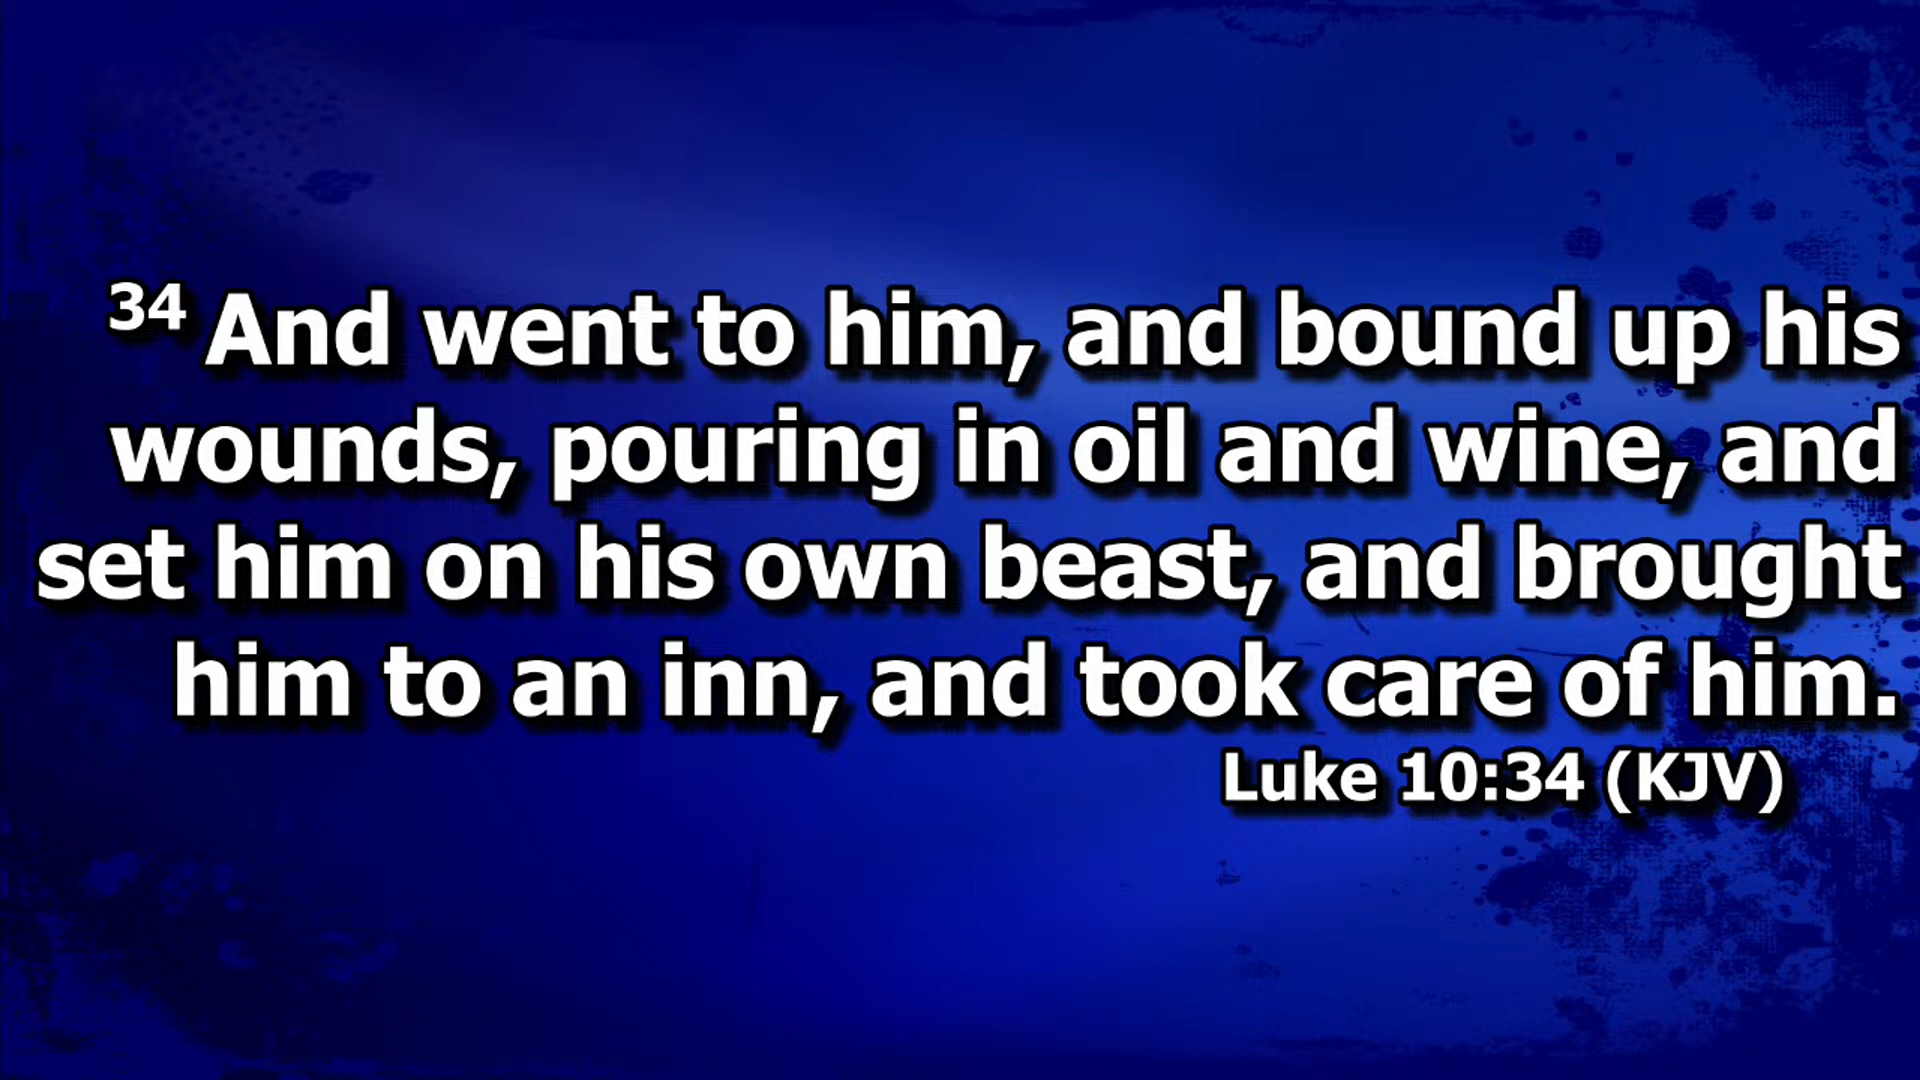 34 And went to him, and bound up his
wounds, pouring in oil and wine, and
set him on his own beast, and brought
him to an inn, and took care of him.
Luke 10:34 (KJV)